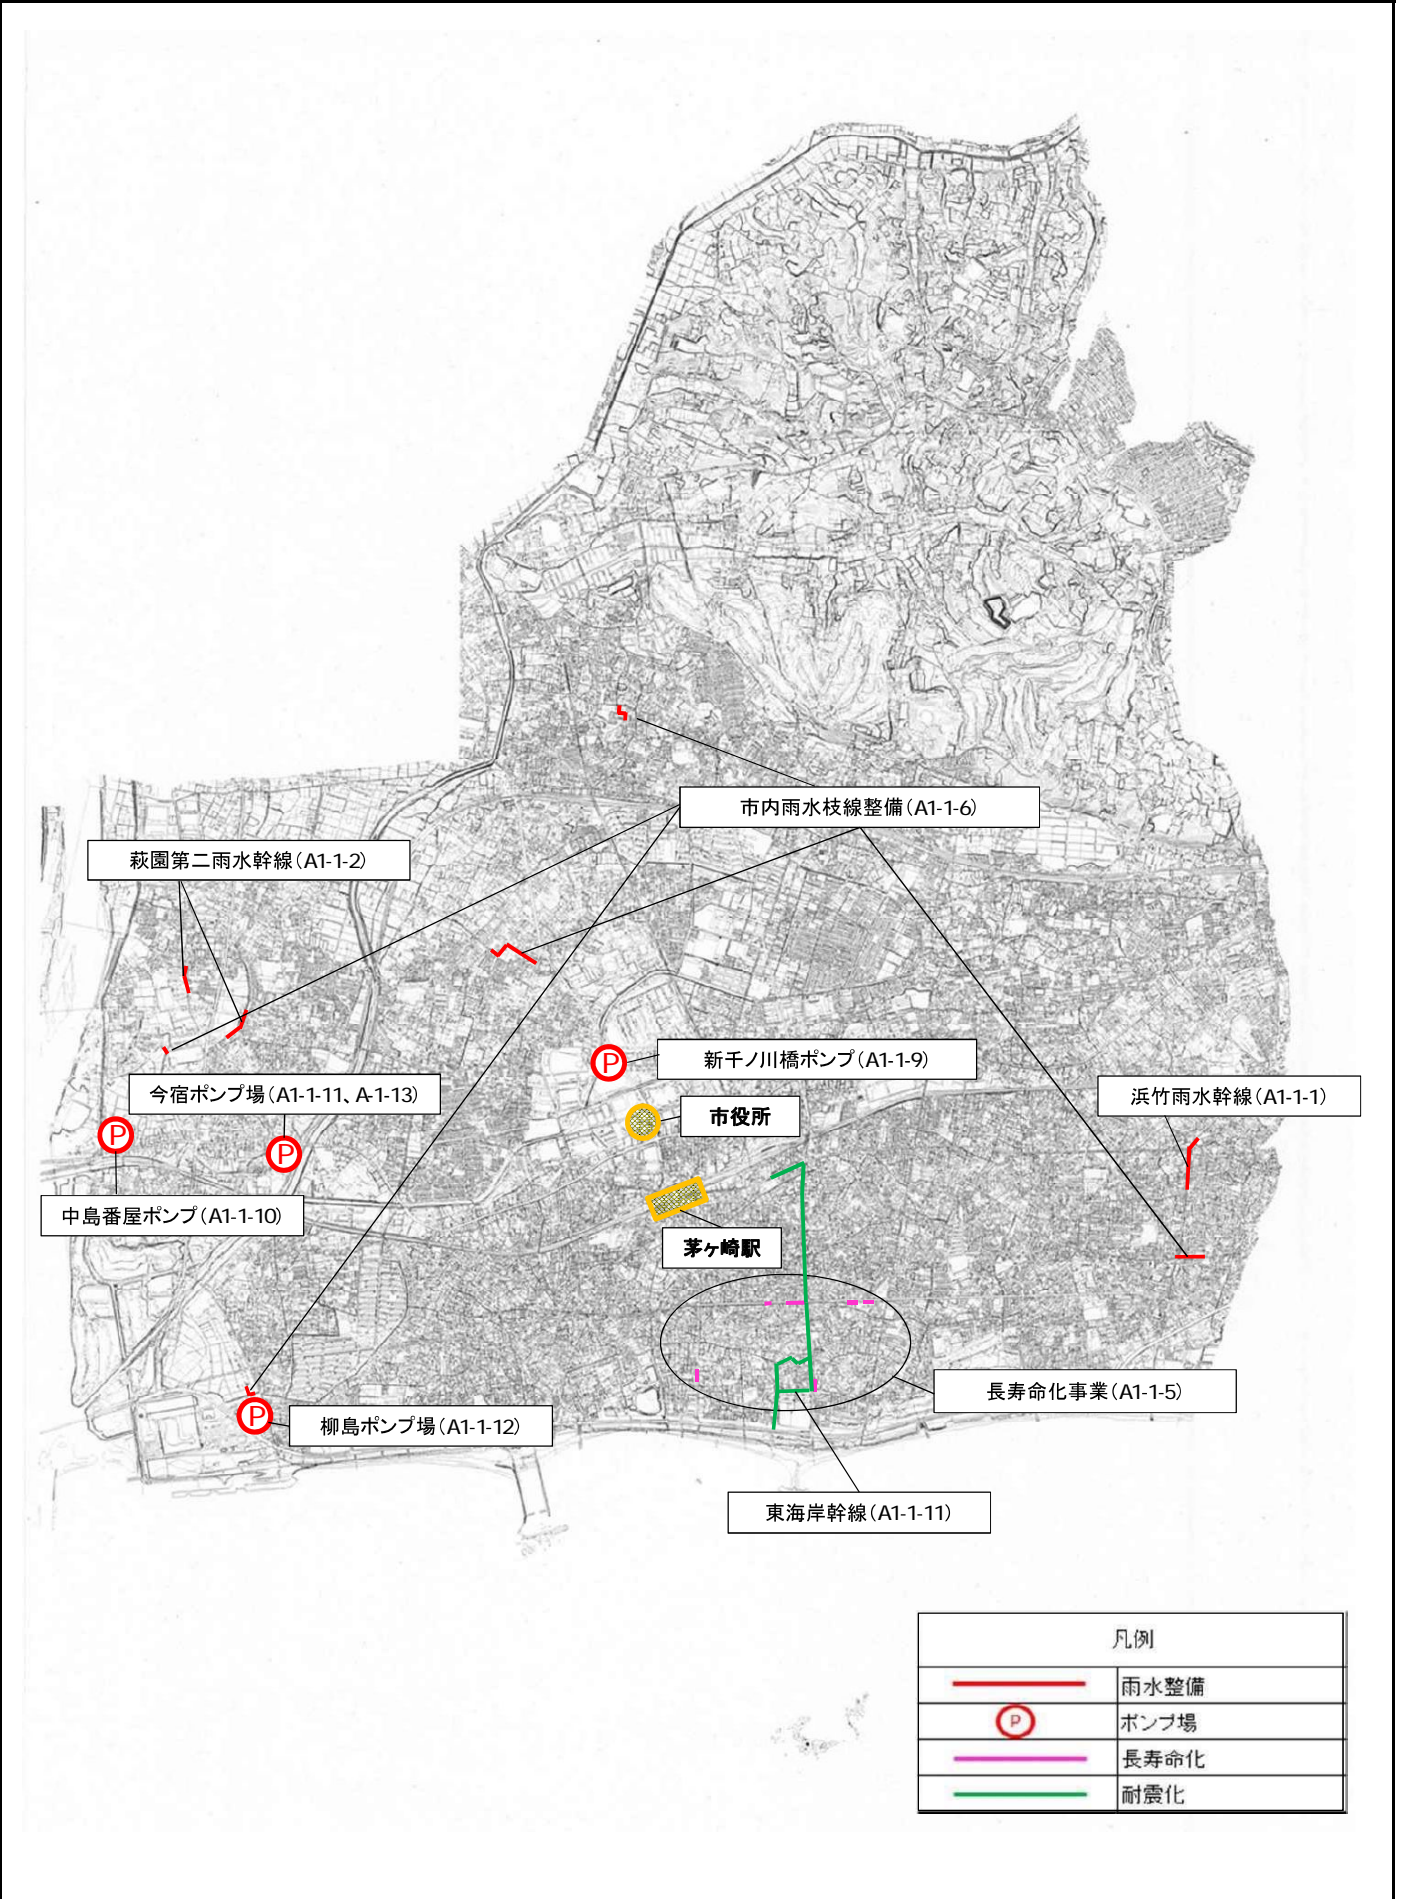 市内雨水枝線整備(A1-1-6)
萩園第二雨水幹線(A1-1-2)
P
新千ノ川橋ポンプ(A1-1-9)
今宿ポンプ場(A1-1-11、A-1-13)
浜竹雨水幹線(A1-1-1)
市役所
P
P
中島番屋ポンプ(A1-1-10)
茅ヶ崎駅
長寿命化事業(A1-1-5)
P
柳島ポンプ場(A1-1-12)
東海岸幹線(A1-1-11)
凡例
雨水整備
P
ポンプ場
長寿命化
耐震化